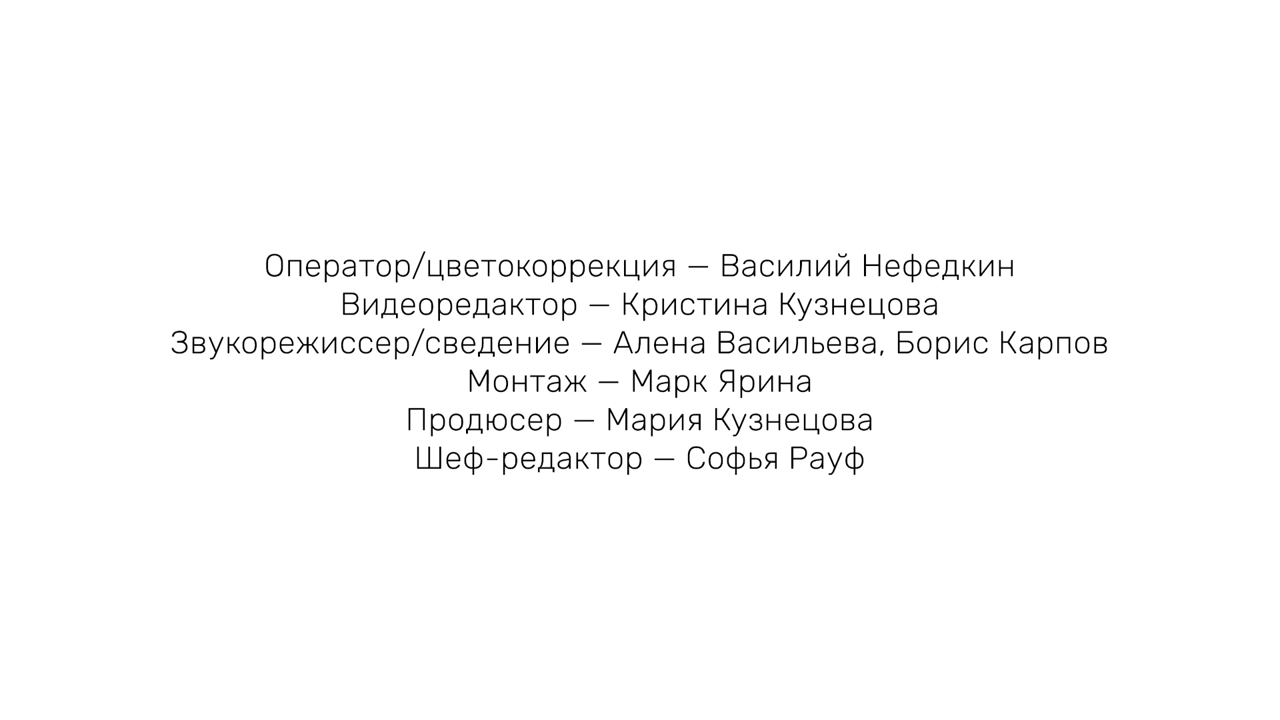 Оператор/цветокоррекция — Василий Нефедкин
Видеоредактор — Кристина Кузнецова
Звукорежиссер/сведение — Алена Васильева, Борис Карпов
Монтаж — Марк Ярина
Продюсер — Мария Кузнецова
Шеф-редактор — Софья Рауф